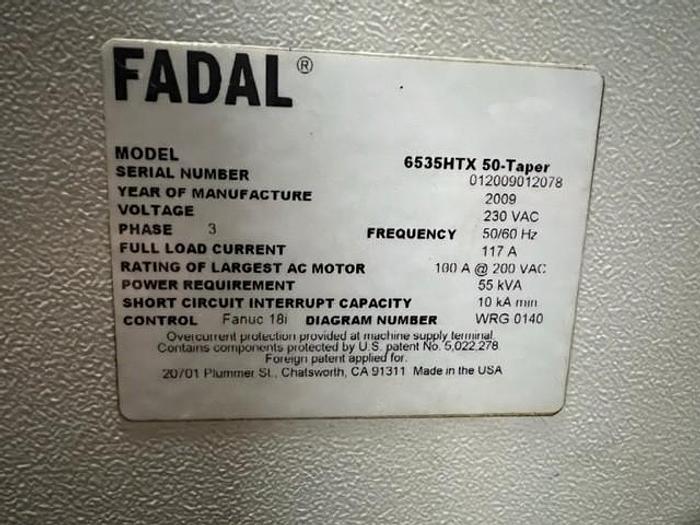 FADAL®
MODEL 6535HTX 50-Taper
SERIAL NUMBER 012009012078
YEAR OF MANUFACTURE 2009
VOLTAGE 230 VAC
PHASE 3 FREQUENCY 50/60 Hz
FULL LOAD CURRENT 117 A
RATING OF LARGEST AC MOTOR 100 A @ 200 VAC
POWER REQUIREMENT 55 kVA
SHORT CIRCUIT INTERRUPT CAPACITY 10 kA min
CONTROL Fanuc 18i DIAGRAM NUMBER WRG 0140
Overcurrent protection provided at machine supply terminal.
Contains components protected by U.S. patent No. 5,022,278.
Foreign patent applied for.
20701 Plummer St., Chatsworth, CA 91311 Made in the USA